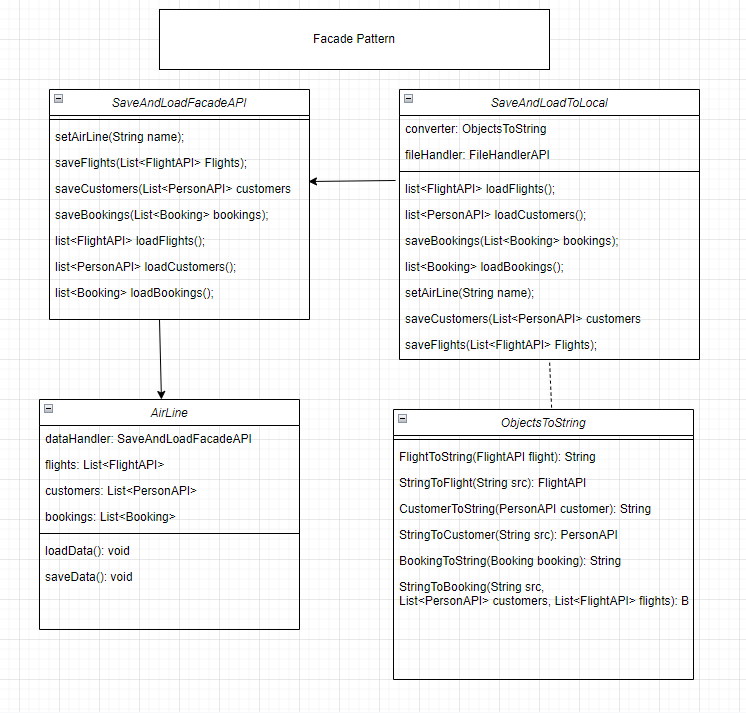 Facade Pattern
SaveAndLoadFacadeAPI
setAirLine(String name);
saveFlights(List<FlightAPI> Flights);
saveCustomers(List<PersonAPI> customers
saveBookings(List<Booking> bookings);
list<FlightAPI> loadFlights();
list<PersonAPI> loadCustomers();
list<Booking> loadBookings();
SaveAndLoadToLocal
converter: ObjectsToString
fileHandler: FileHandlerAPI
list<FlightAPI> loadFlights();
list<PersonAPI> loadCustomers();
saveBookings(List<Booking> bookings);
list<Booking> loadBookings();
setAirLine(String name);
saveCustomers(List<PersonAPI> customers
saveFlights(List<FlightAPI> Flights);
AirLine
dataHandler: SaveAndLoadFacadeAPI
flights: List<FlightAPI>
customers: List<PersonAPI>
bookings: List<Booking>
loadData(): void
saveData(): void
ObjectsToString
FlightToString(FlightAPI flight): String
StringToFlight(String src): FlightAPI
CustomerToString(PersonAPI customer): String
StringToCustomer(String src): PersonAPI
BookingToString(Booking booking): String
StringToBooking(String src,
List<PersonAPI> customers, List<FlightAPI> flights): B